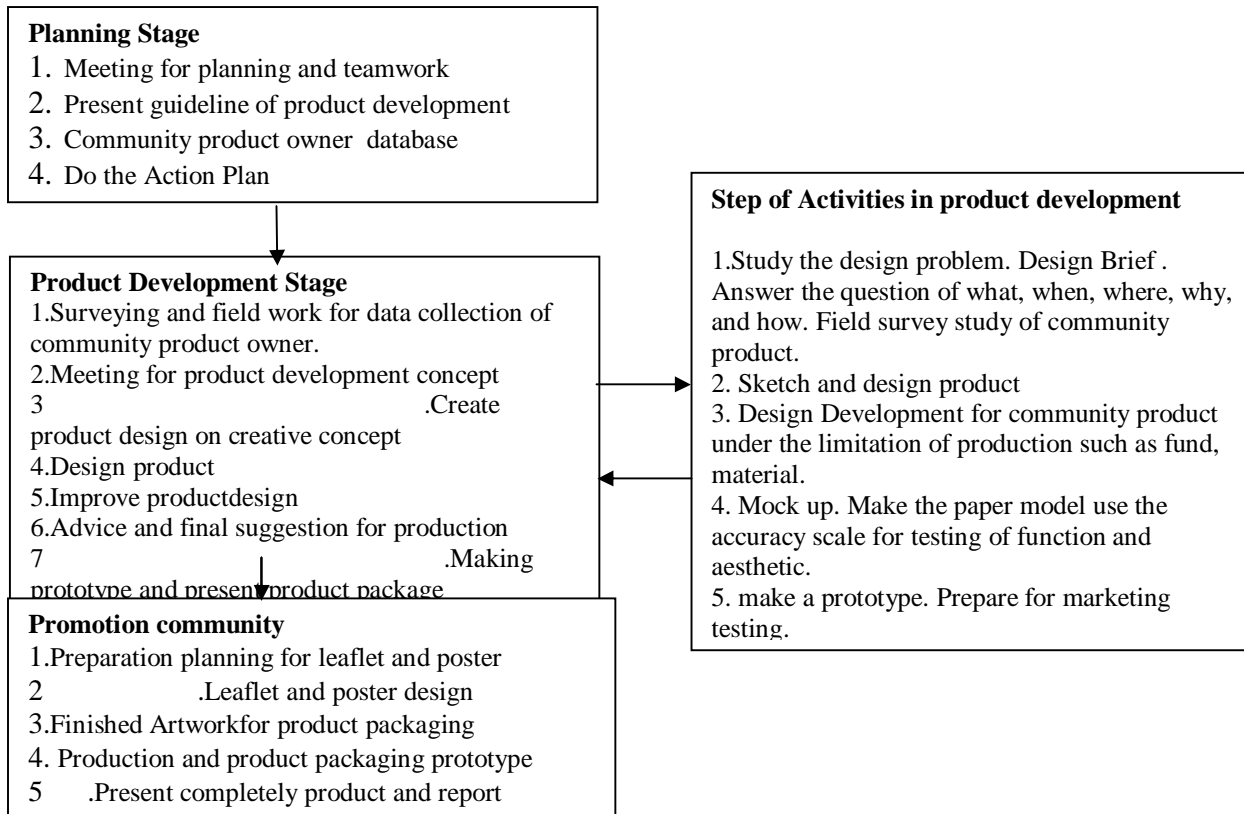 Planning Stage
1. Meeting for planning and teamwork
2. Present guideline of product development
3. Community product owner database
4. Do the Action Plan
Product Development Stage
1.Surveying and field work for data collection of
community product owner.
2.Meeting for product development concept
3 .Create
product design on creative concept
4.Design product
5.Improve productdesign
6.Advice and final suggestion for production
7 .Making
prototype and present product package
Promotion community
1.Preparation planning for leaflet and poster
2 .Leaflet and poster design
3.Finished Artworkfor product packaging
4. Production and product packaging prototype
5 .Present completely product and report
Step of Activities in product development
1.Study the design problem. Design Brief .
Answer the question of what, when, where, why,
and how. Field survey study of community
product.
2. Sketch and design product
3. Design Development for community product
under the limitation of production such as fund,
material.
4. Mock up. Make the paper model use the
accuracy scale for testing of function and
aesthetic.
5. make a prototype. Prepare for marketing
testing.